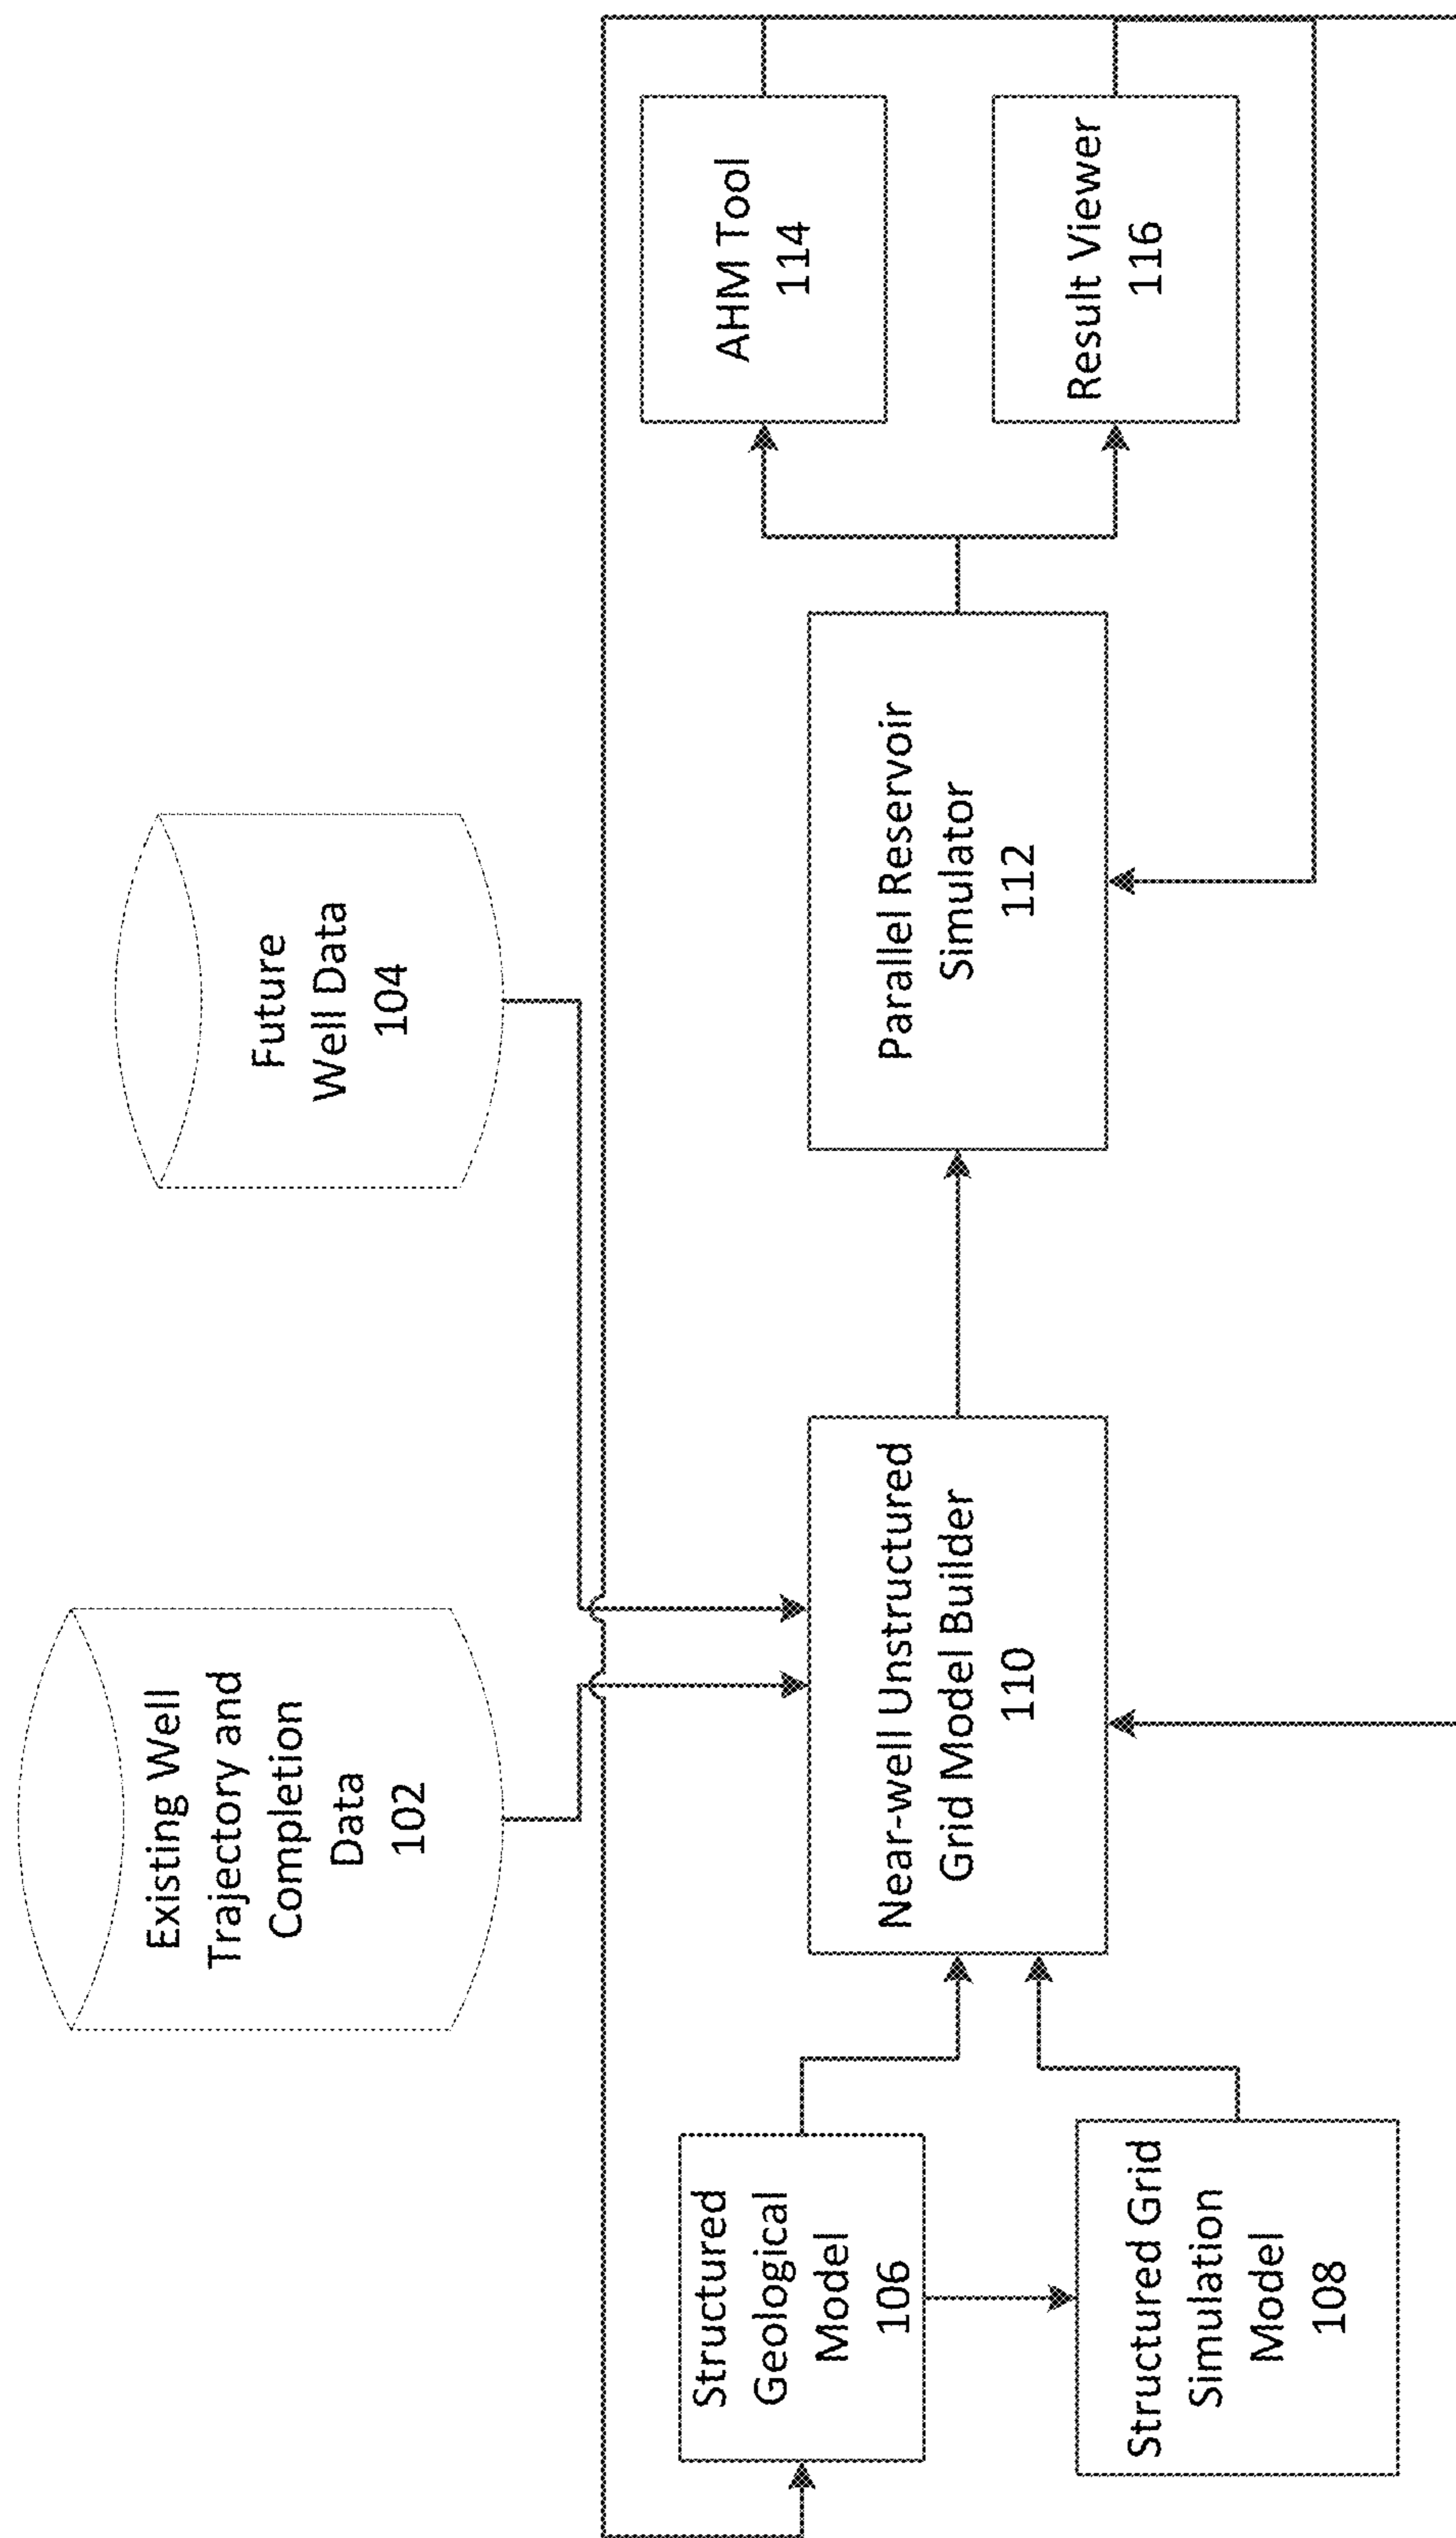 Existing Well
Trajectory and
Completion
Data
102
Future
Well Data
104
Structured
Geological
Model
106
Structured Grid
Simulation
Model
108
Near-well Unstructured
Grid Model Builder
110
Parallel Reservoir
Simulator
112
AHM Tool
114
Result Viewer
116